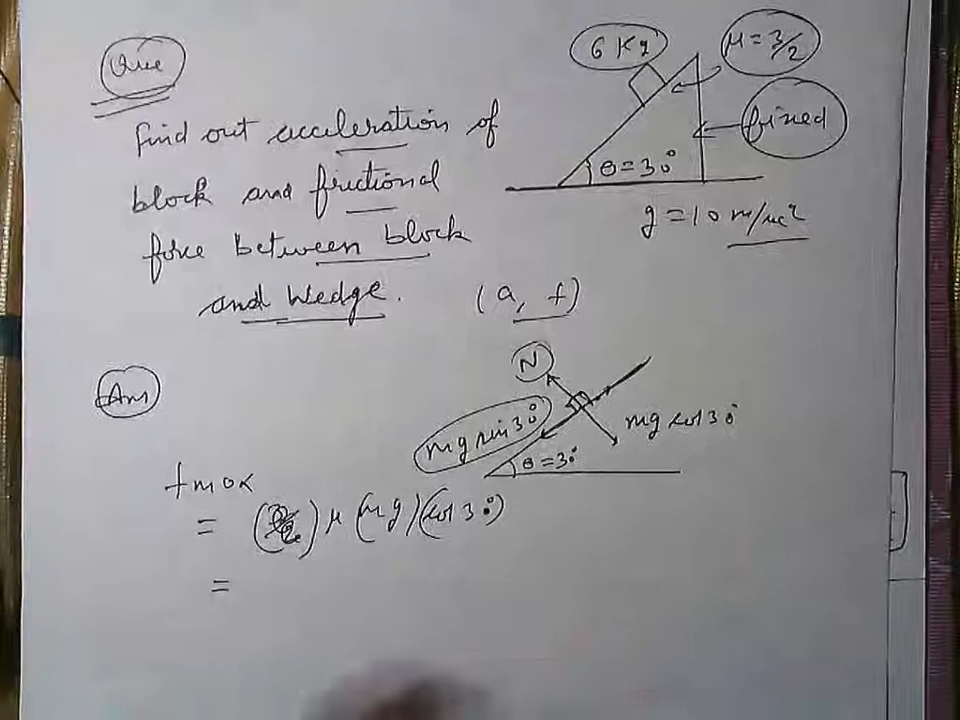 Que
find out acceleration of
block and frictional
force between block
and Wedge. (a, f)
6 Kg
μ = 3/2
fixed
θ = 30°
g = 10 m/sec²
Ans
N
mg sin 30°
mg cos 30°
θ = 30°
fmax
= μ (mg) (cos 30°)
=